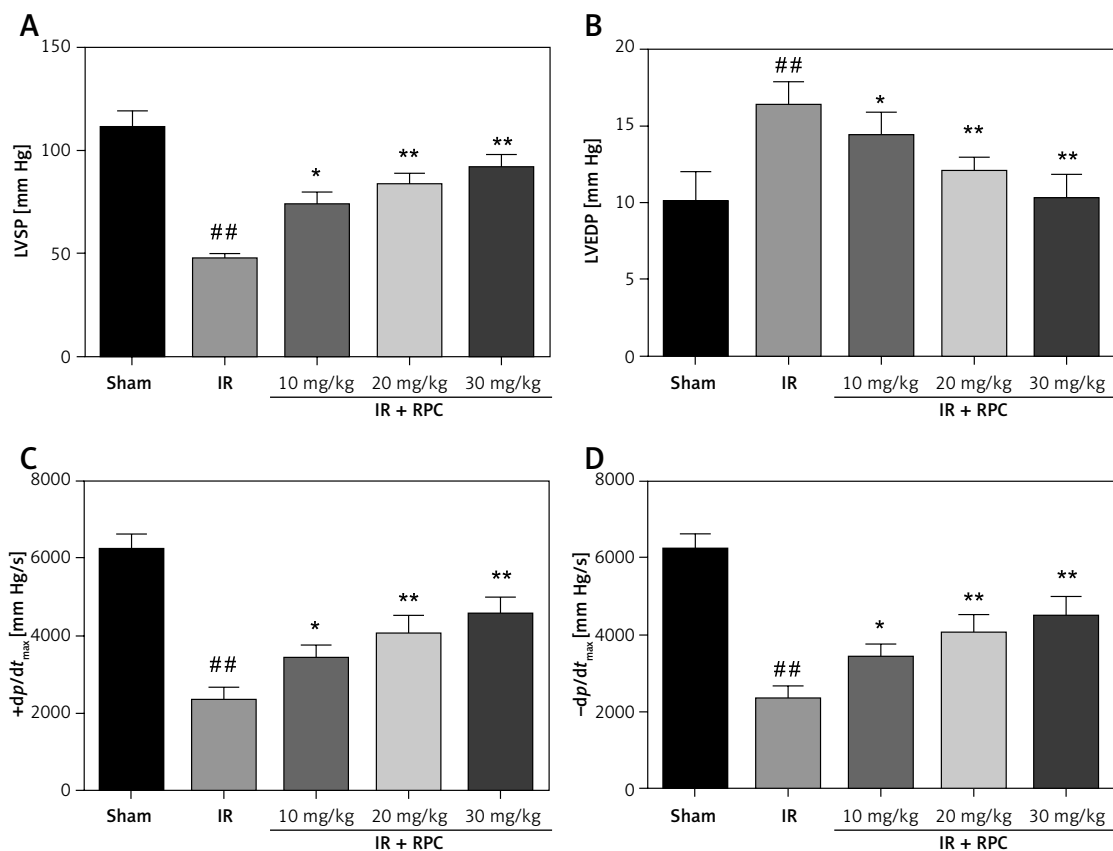 A
LVSP [mm Hg]
150
100
50
0
##
*
**
**
Sham IR 10 mg/kg 20 mg/kg 30 mg/kg
IR + RPC
B
LVEDP [mm Hg]
20
15
10
5
0
##
*
**
**
Sham IR 10 mg/kg 20 mg/kg 30 mg/kg
IR + RPC
C
+dp/dtmax [mm Hg/s]
8000
6000
4000
2000
0
##
*
**
**
Sham IR 10 mg/kg 20 mg/kg 30 mg/kg
IR + RPC
D
–dp/dtmax [mm Hg/s]
8000
6000
4000
2000
0
##
*
**
**
Sham IR 10 mg/kg 20 mg/kg 30 mg/kg
IR + RPC